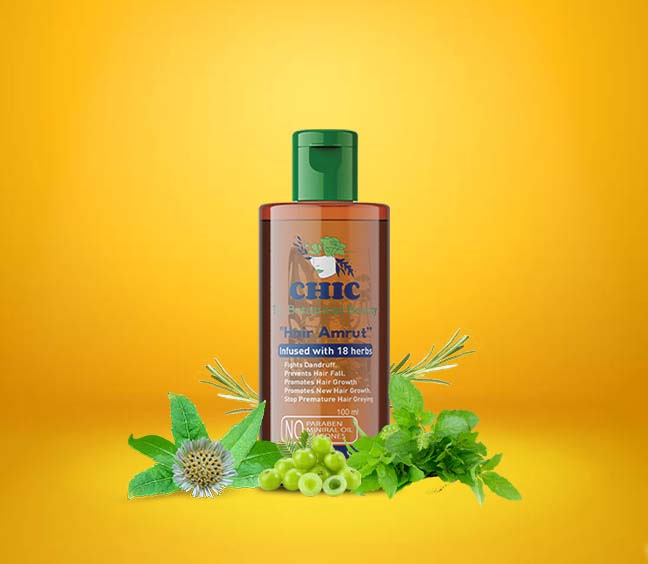 CHIC
"Hair Amrut"
Infused with 18 herbs
Fights Dandruff.
Prevents Hair Fall.
Promotes Hair Growth
Promotes New Hair Growth.
Stop Premature Hair Greying
100 ml
NO PARABEN
MINIRAL OIL